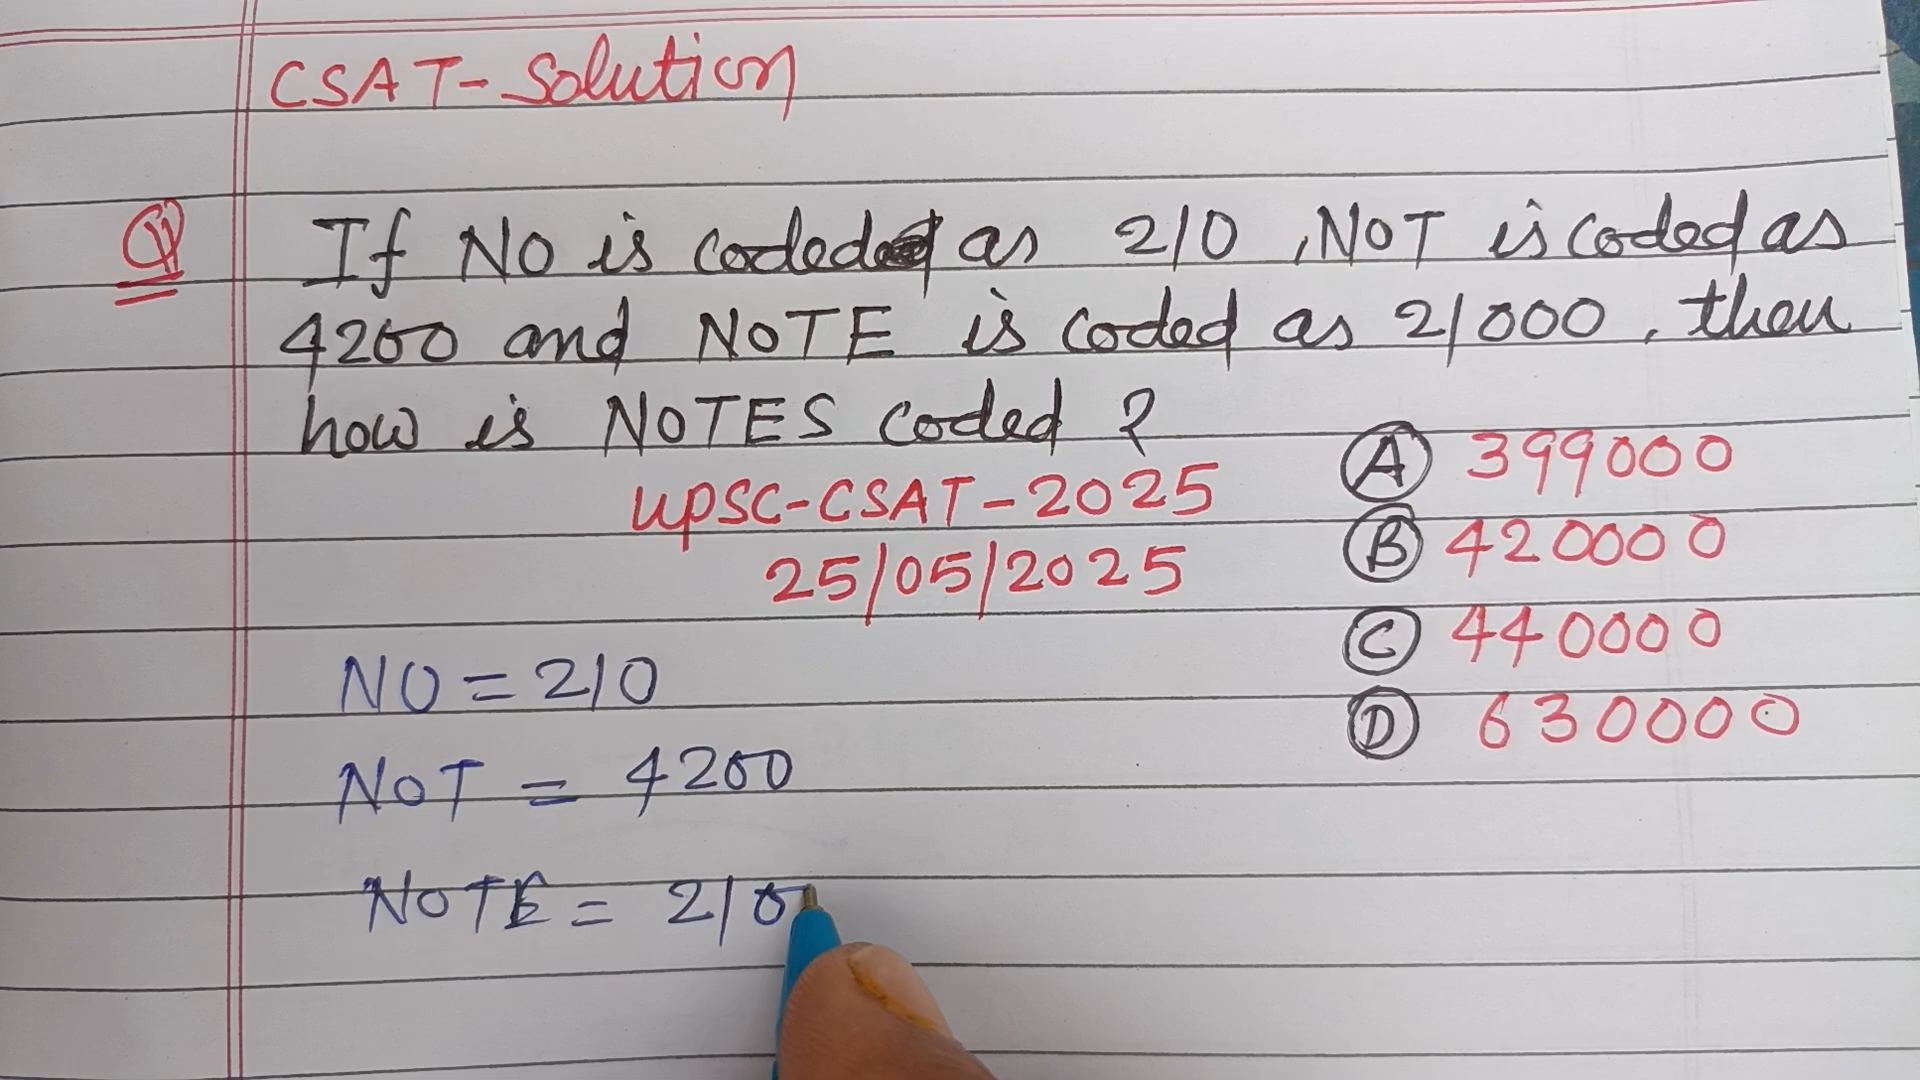 CSAT-Solution
Q If NO is coded as 210, NOT is coded as
4200 and NOTE is coded as 21000, then
how is NOTES coded ?
UPSC-CSAT-2025
25/05/2025
A 399000
B 420000
C 440000
D 630000
NO = 210
NOT = 4200
NOTE = 210